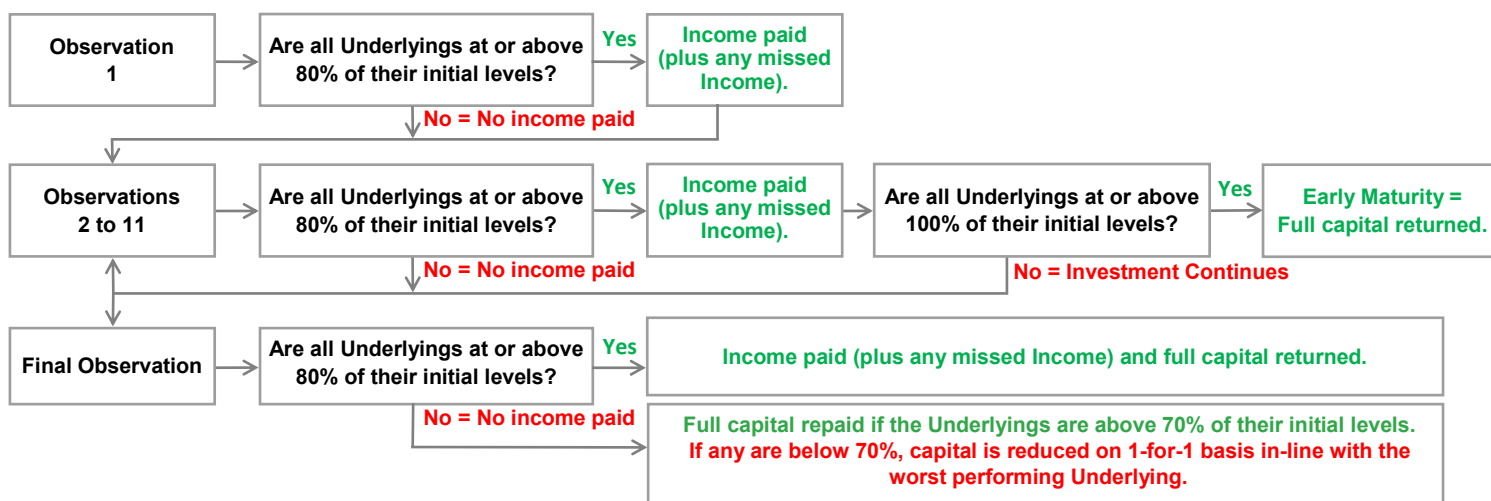 Observation
1
Are all Underlyings at or above
80% of their initial levels?
Yes
Income paid
(plus any missed
Income).
No = No income paid
Observations
2 to 11
Are all Underlyings at or above
80% of their initial levels?
Yes
Income paid
(plus any missed
Income).
Are all Underlyings at or above
100% of their initial levels?
Yes
Early Maturity =
Full capital returned.
No = No income paid
No = Investment Continues
Final Observation
Are all Underlyings at or above
80% of their initial levels?
Yes
Income paid (plus any missed Income) and full capital returned.
No = No income paid
Full capital repaid if the Underlyings are above 70% of their initial levels.
If any are below 70%, capital is reduced on 1-for-1 basis in-line with the
worst performing Underlying.